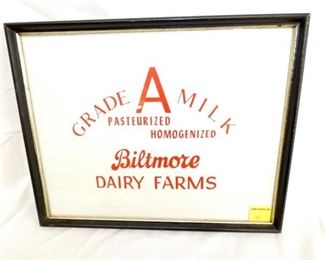 GRADE A MILK
PASTEURIZED
HOMOGENIZED
Biltmore
DAIRY FARMS